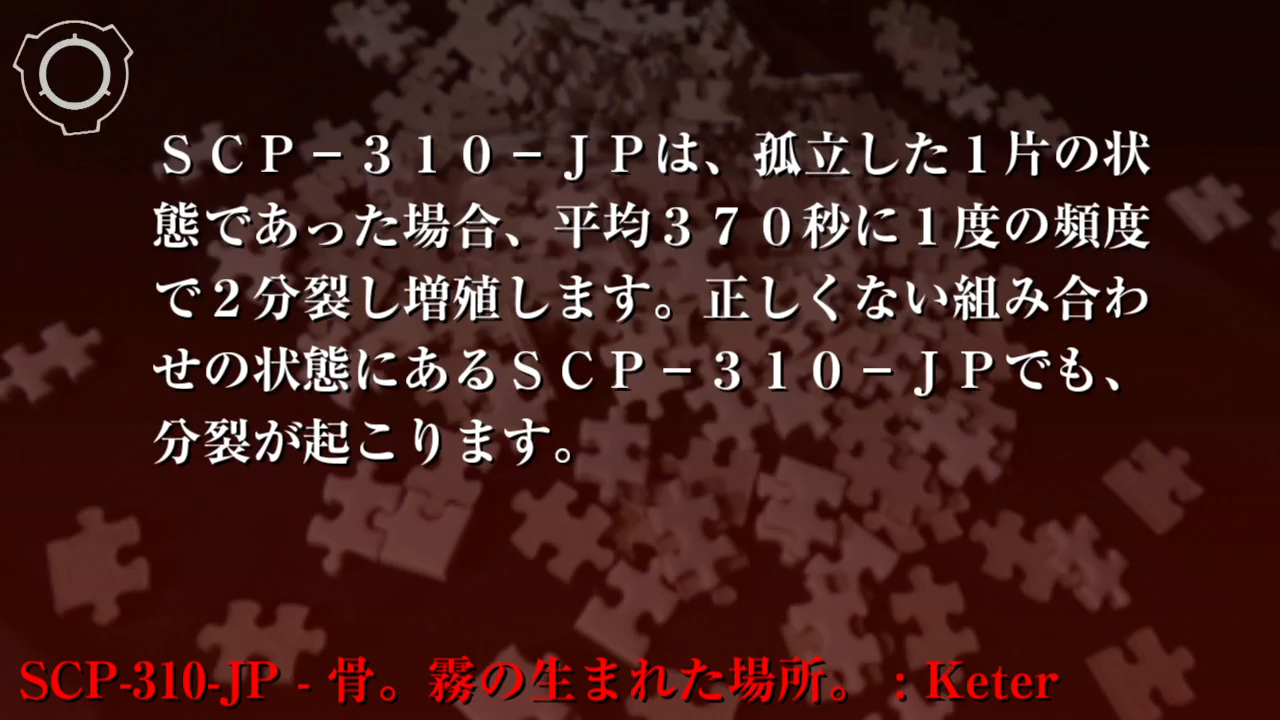 ＳＣＰ－３１０－ＪＰは、孤立した１片の状
態であった場合、平均３７０秒に１度の頻度
で２分裂し増殖します。正しくない組み合わ
せの状態にあるＳＣＰ－３１０－ＪＰでも、
分裂が起こります。
SCP-310-JP - 骨。霧の生まれた場所。 : Keter